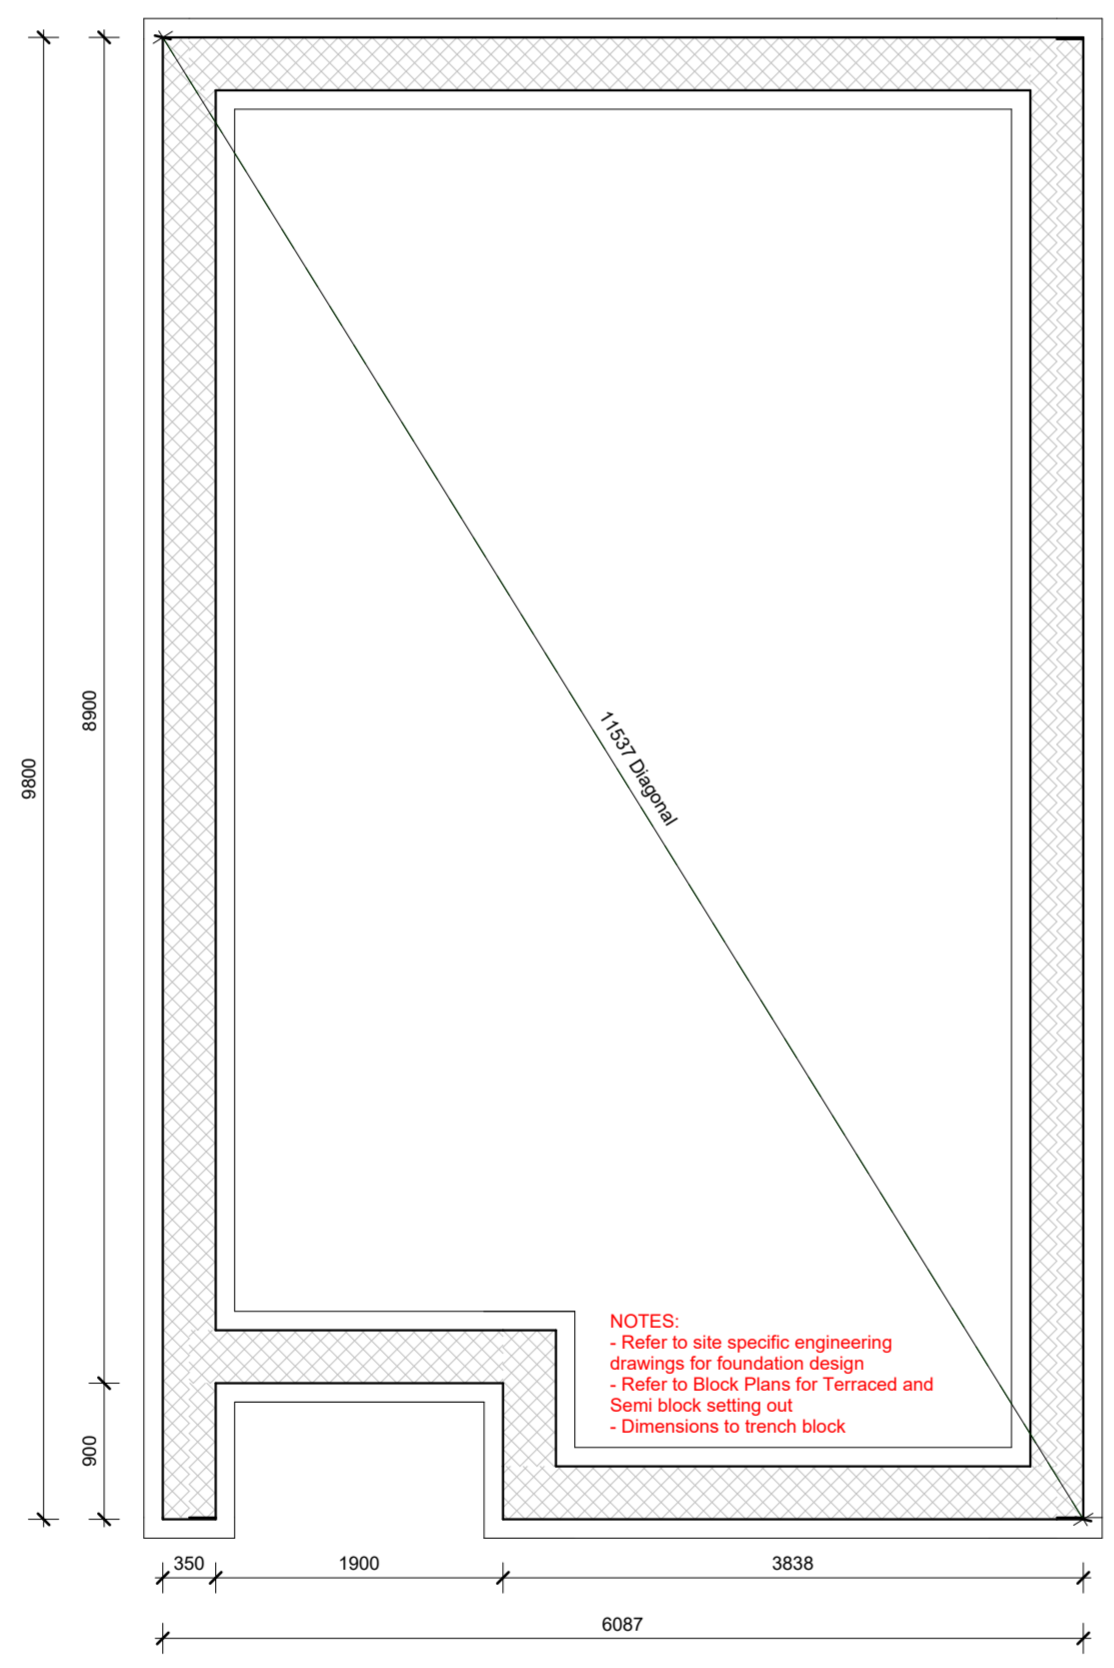 8900
9800
11537 Diagonal
NOTES:
- Refer to site specific engineering
drawings for foundation design
- Refer to Block Plans for Terraced and
Semi block setting out
- Dimensions to trench block
900
350
1900
3838
6087